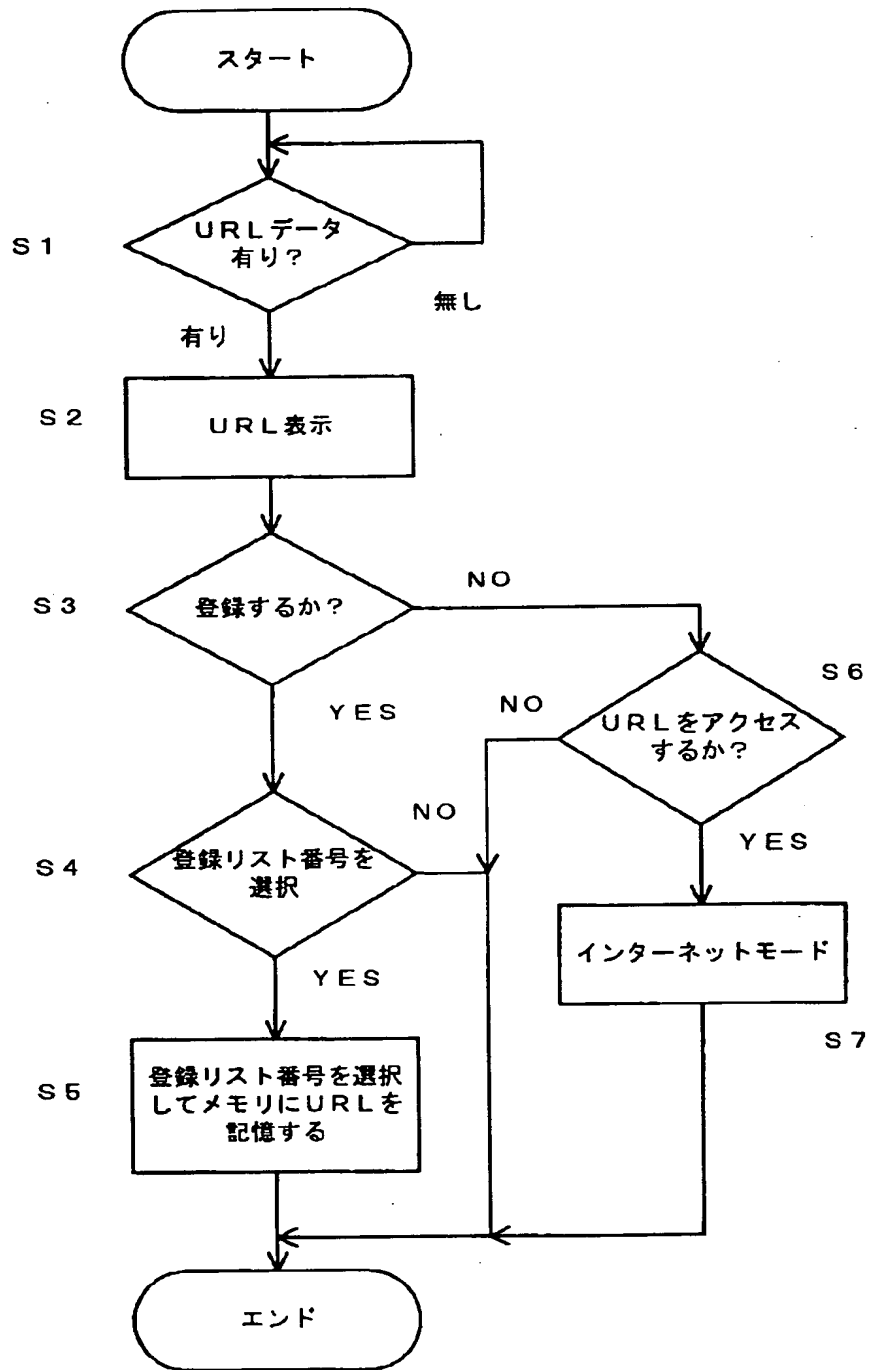 スタート
S1
URLデータ
有り?
無し
有り
S2
URL表示
S3
登録するか?
NO
S6
URLをアクセス
するか?
NO
YES
YES
S4
登録リスト番号を
選択
NO
YES
インターネットモード
S7
S5
登録リスト番号を選択
してメモリにURLを
記憶する
エンド